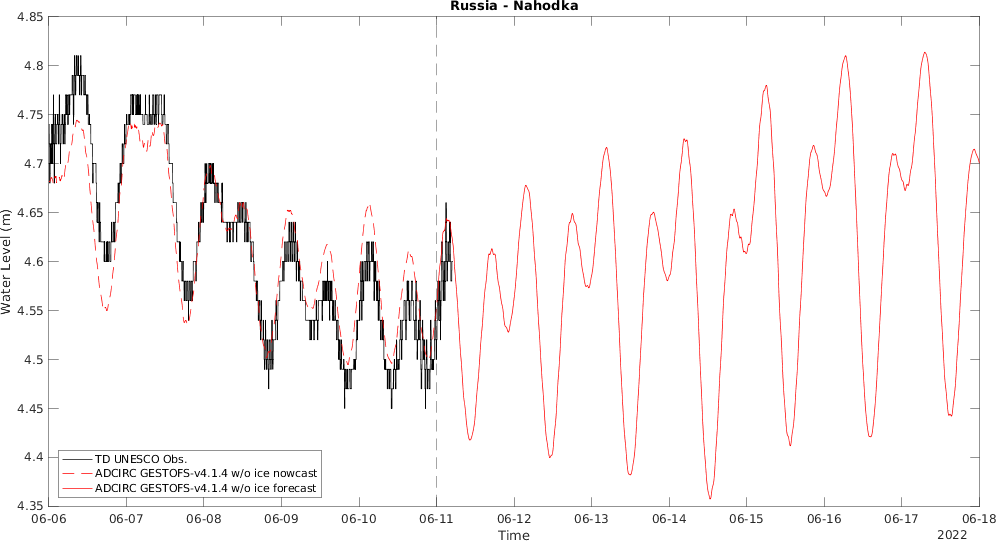 Russia - Nahodka
Water Level (m)
4.85
4.8
4.75
4.7
4.65
4.6
4.55
4.5
4.45
4.4
4.35
TD UNESCO Obs.
ADCIRC GESTOFS-v4.1.4 w/o ice nowcast
ADCIRC GESTOFS-v4.1.4 w/o ice forecast
06-06 06-07 06-08 06-09 06-10 06-11 06-12 06-13 06-14 06-15 06-16 06-17 06-18
Time
2022